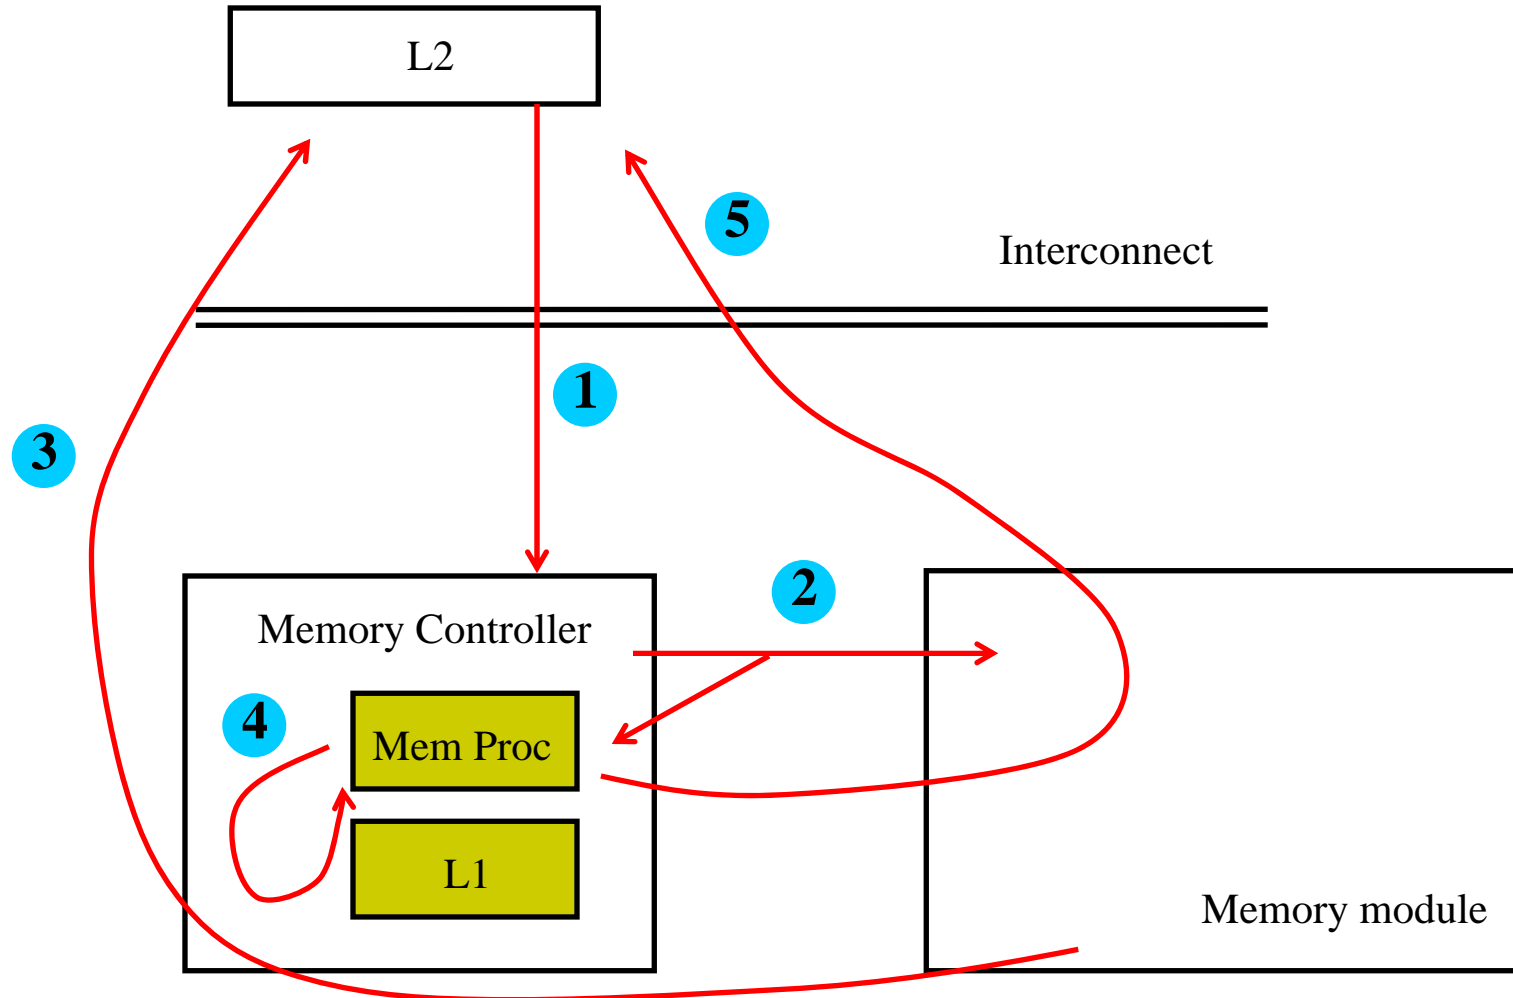 L2
5
Interconnect
1
3
2
Memory Controller
4
Mem Proc
L1
Memory module